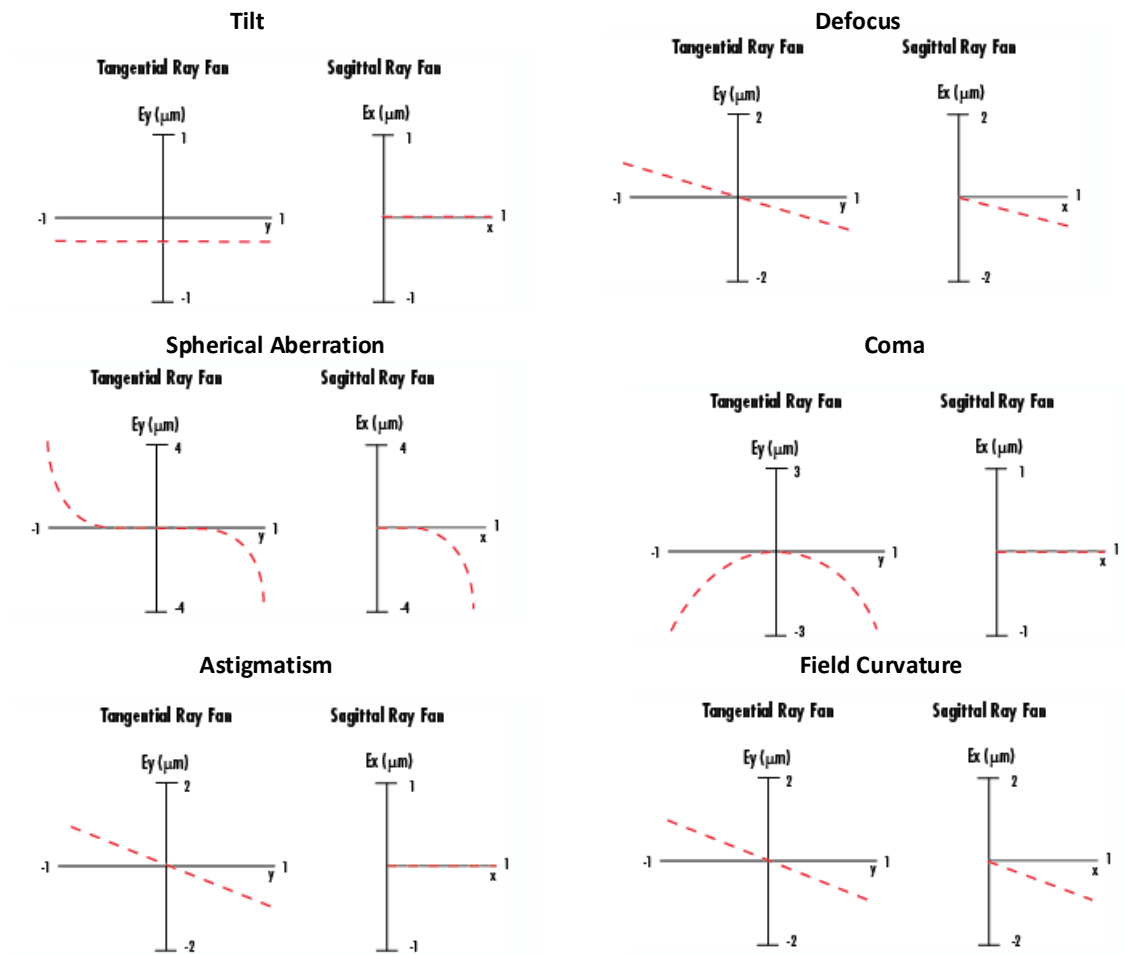 Tilt
Tangential Ray Fan
Sagittal Ray Fan
Ey (μm)
Ex (μm)
1
1
-1
1
y
1
x
-1
-1
Defocus
Tangential Ray Fan
Sagittal Ray Fan
Ey (μm)
Ex (μm)
2
2
-1
1
y
1
x
-2
-2
Spherical Aberration
Tangential Ray Fan
Sagittal Ray Fan
Ey (μm)
Ex (μm)
4
4
-1
1
y
1
x
-4
-4
Coma
Tangential Ray Fan
Sagittal Ray Fan
Ey (μm)
Ex (μm)
3
1
-1
1
y
1
x
-3
-1
Astigmatism
Tangential Ray Fan
Sagittal Ray Fan
Ey (μm)
Ex (μm)
2
1
-1
1
y
1
x
-2
-1
Field Curvature
Tangential Ray Fan
Sagittal Ray Fan
Ey (μm)
Ex (μm)
2
2
-1
1
y
1
x
-2
-2